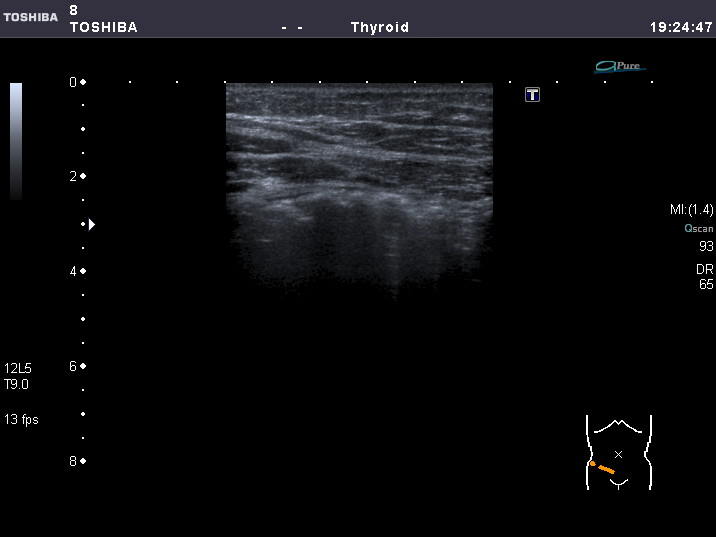 TOSHIBA
8
TOSHIBA
- -
Thyroid
19:24:47
aPure
T
0
2
4
6
8
MI:(1.4)
Qscan
93
DR
65
12L5
T9.0
13 fps